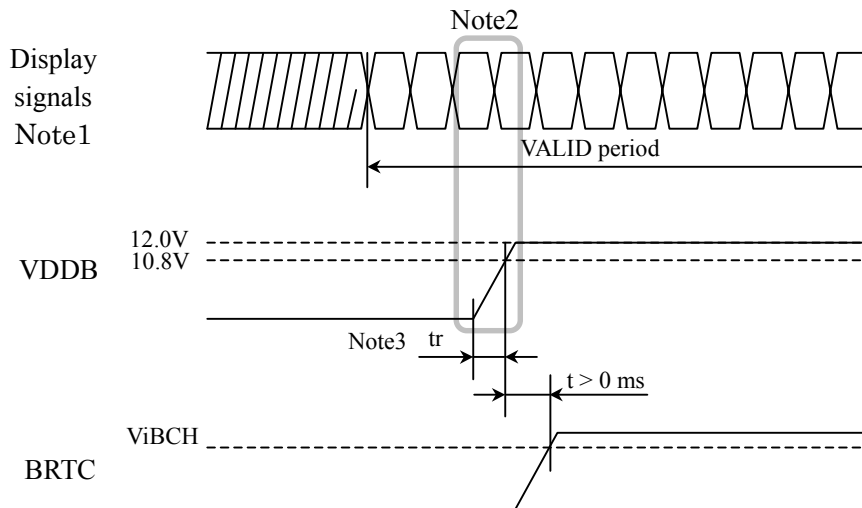 Note2
Display
signals
Note1
VALID period
12.0V
10.8V
VDDB
Note3 tr
t > 0 ms
ViBCH
BRTC